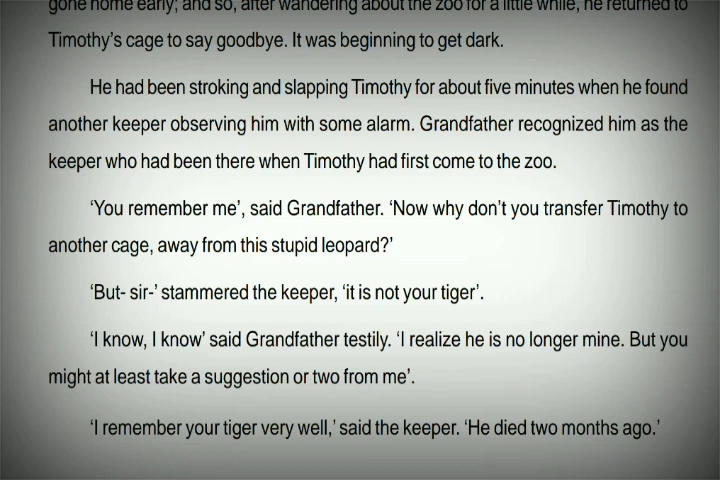 gone home early; and so, after wandering about the zoo for a little while, he returned to
Timothy’s cage to say goodbye. It was beginning to get dark.
He had been stroking and slapping Timothy for about five minutes when he found
another keeper observing him with some alarm. Grandfather recognized him as the
keeper who had been there when Timothy had first come to the zoo.
‘You remember me’, said Grandfather. ‘Now why don’t you transfer Timothy to
another cage, away from this stupid leopard?’
‘But- sir-’ stammered the keeper, ‘it is not your tiger’.
‘I know, I know’ said Grandfather testily. ‘I realize he is no longer mine. But you
might at least take a suggestion or two from me’.
‘I remember your tiger very well,’ said the keeper. ‘He died two months ago.’